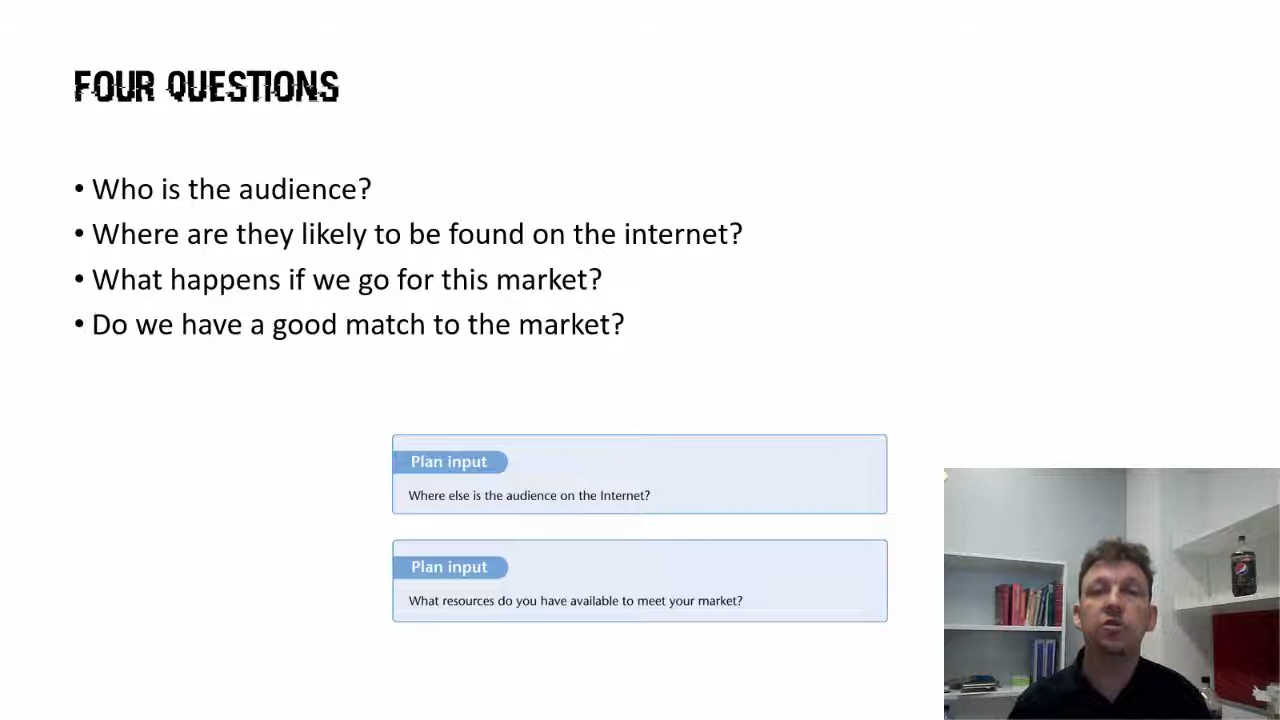 FOUR QUESTIONS
• Who is the audience?
• Where are they likely to be found on the internet?
• What happens if we go for this market?
• Do we have a good match to the market?
Plan input
Where else is the audience on the Internet?
Plan input
What resources do you have available to meet your market?